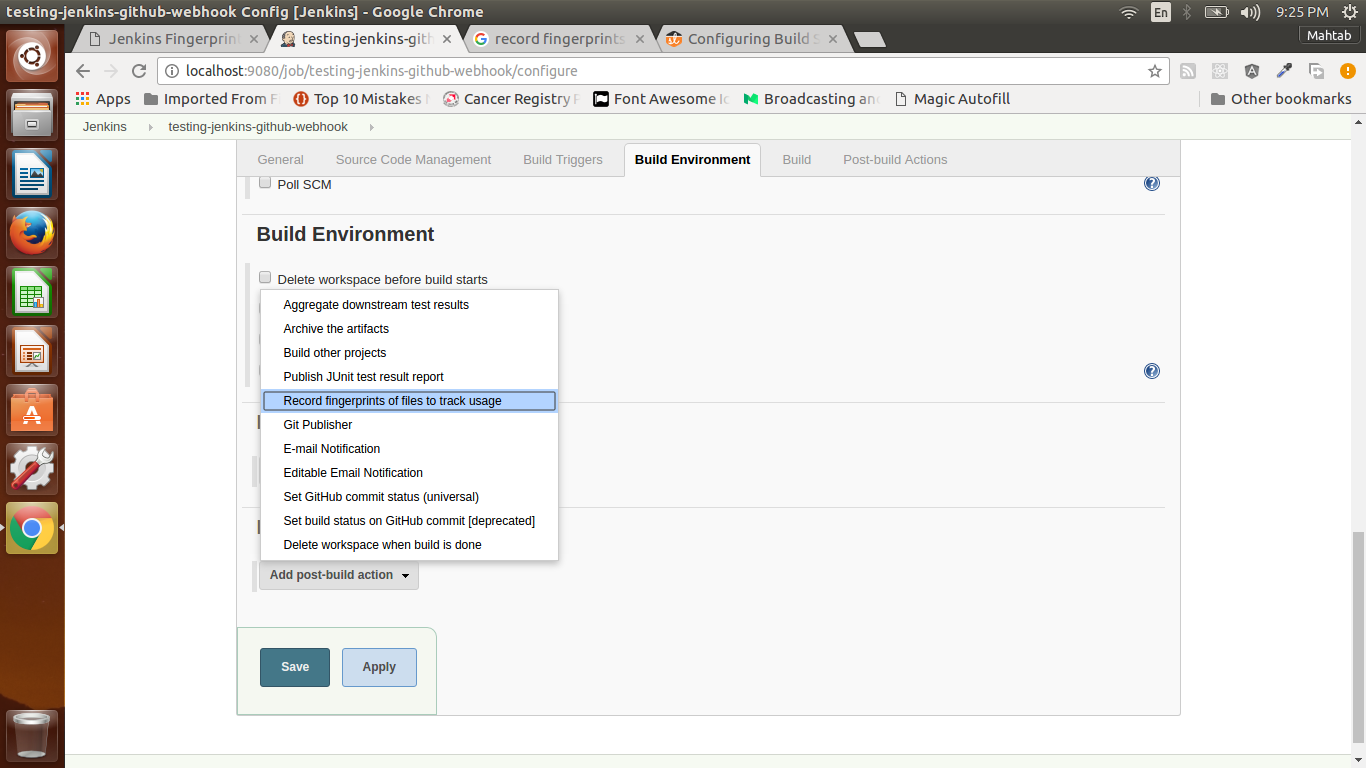 testing-jenkins-github-webhook Config [Jenkins] - Google Chrome
En
9:25 PM
Jenkins Fingerprin
testing-jenkins-gith
record fingerprints
Configuring Build S
Mahtab
localhost:9080/job/testing-jenkins-github-webhook/configure
Apps
Imported From F
Top 10 Mistakes
Cancer Registry P
Font Awesome Ic
Broadcasting an
Magic Autofill
Other bookmarks
Jenkins
testing-jenkins-github-webhook
General
Source Code Management
Build Triggers
Build Environment
Build
Post-build Actions
Poll SCM
Build Environment
Delete workspace before build starts
Aggregate downstream test results
Archive the artifacts
Build other projects
Publish JUnit test result report
Record fingerprints of files to track usage
Git Publisher
E-mail Notification
Editable Email Notification
Set GitHub commit status (universal)
Set build status on GitHub commit [deprecated]
Delete workspace when build is done
Add post-build action
Save
Apply